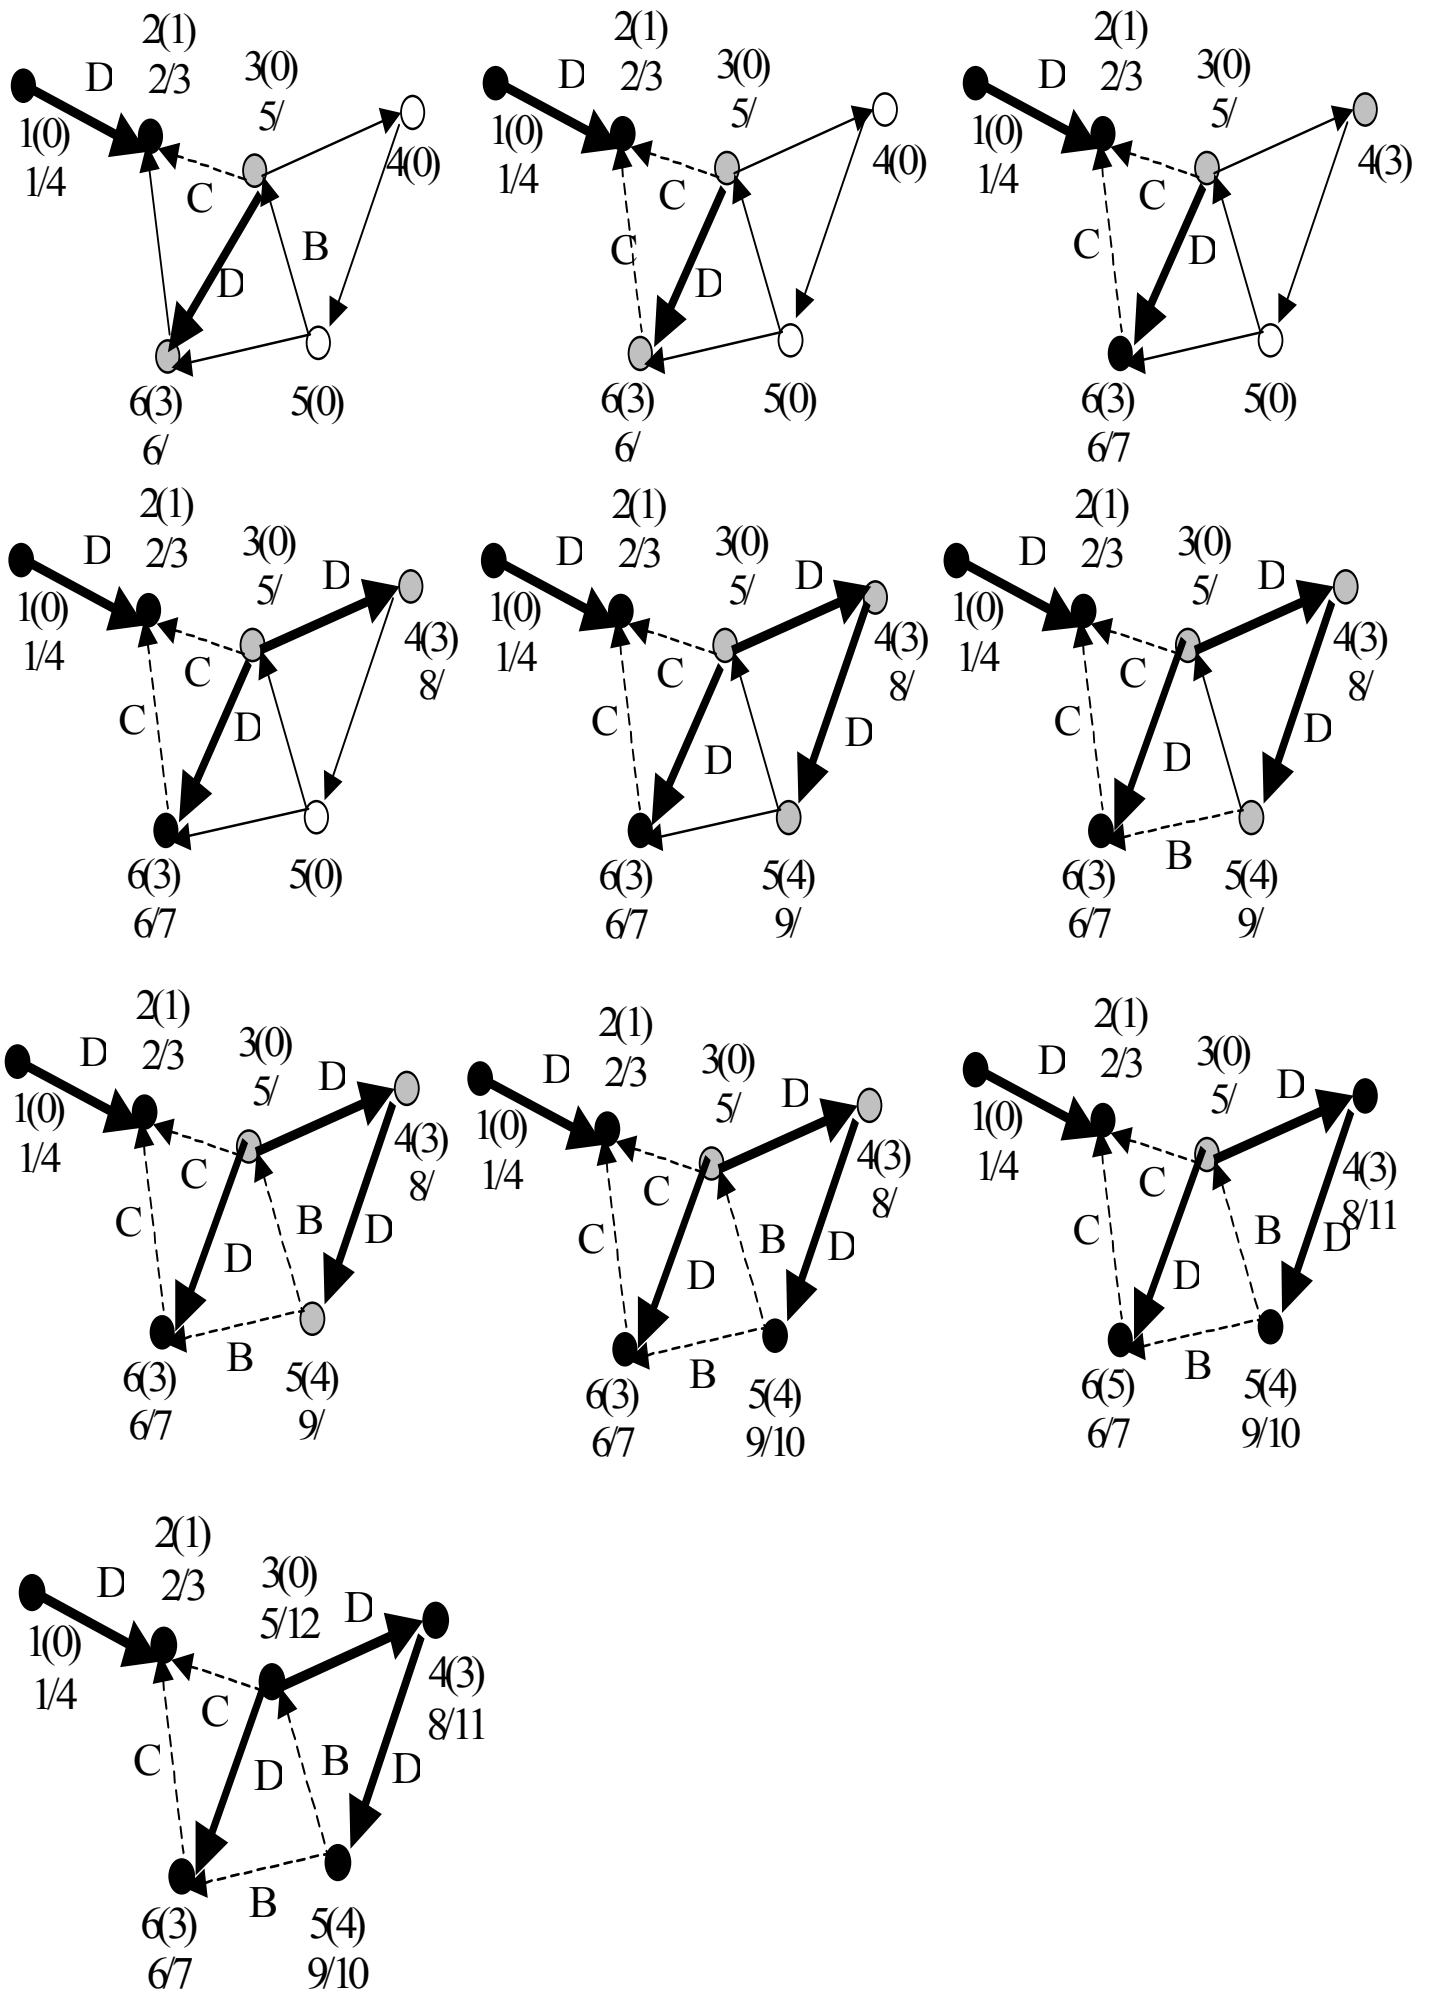 2(1)
D 2/3 3(0)
5/
1(0)
1/4 4(0)
C
B
D
6(3) 5(0)
6/
2(1)
D 2/3 3(0)
5/
1(0)
1/4 4(0)
C
C
D
6(3) 5(0)
6/
2(1)
D 2/3 3(0)
5/
1(0)
1/4 4(3)
C
C D
6(3) 5(0)
6/7
2(1)
D 2/3 3(0)
5/ D
1(0)
1/4 4(3)
8/
C
C D
6(3) 5(0)
6/7
2(1)
D 2/3 3(0)
5/ D
1(0)
1/4 4(3)
8/
C
C D
D
6(3) 5(4)
6/7 9/
2(1)
D 2/3 3(0)
5/ D
1(0)
1/4 4(3)
8/
C
C D
D
B
6(3) 5(4)
6/7 9/
2(1)
D 2/3 3(0)
5/ D
1(0)
1/4 4(3)
8/
C
C B D
D
B
6(3) 5(4)
6/7 9/
2(1)
D 2/3 3(0)
5/ D
1(0)
1/4 4(3)
8/
C
C B D
D
B
6(3) 5(4)
6/7 9/10
2(1)
D 2/3 3(0)
5/ D
1(0)
1/4 4(3)
8/11
C
C B D
D
B
6(5) 5(4)
6/7 9/10
2(1)
D 2/3 3(0)
5/12 D
1(0)
1/4 4(3)
8/11
C
C B D
D
B
6(3) 5(4)
6/7 9/10